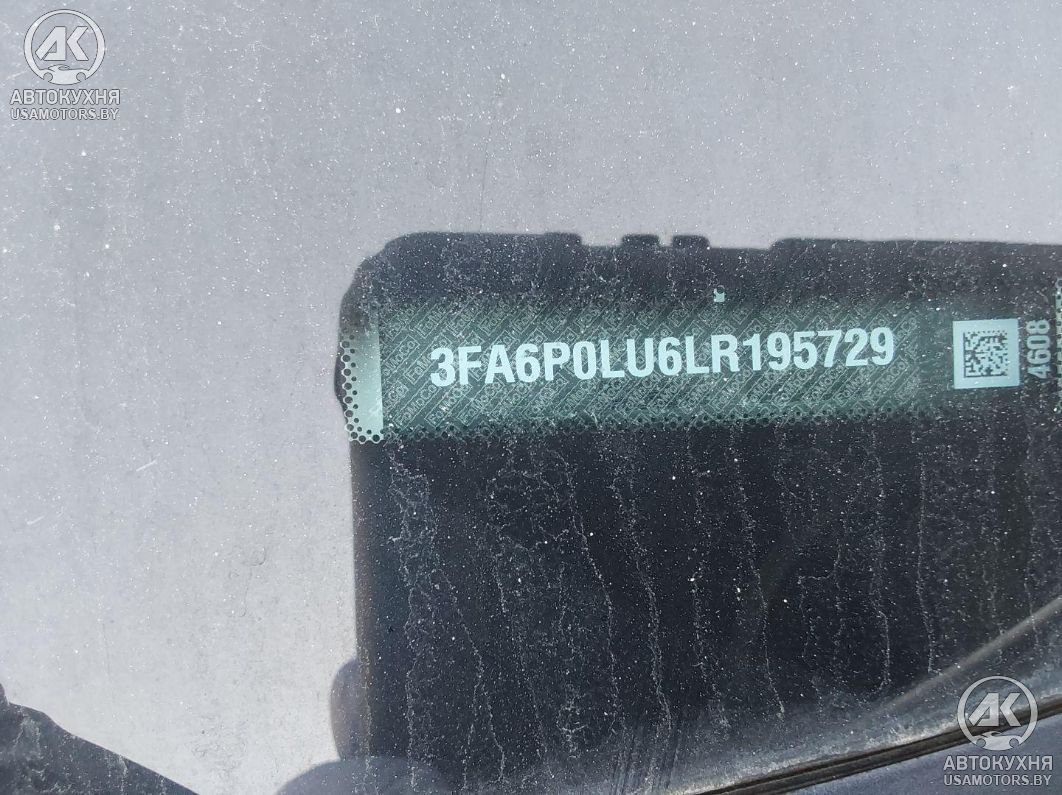 АК
АВТОКУХНЯ
USAMOTORS.BY
3FA6P0LU6LR195729
4608
АК
АВТОКУХНЯ
USAMOTORS.BY